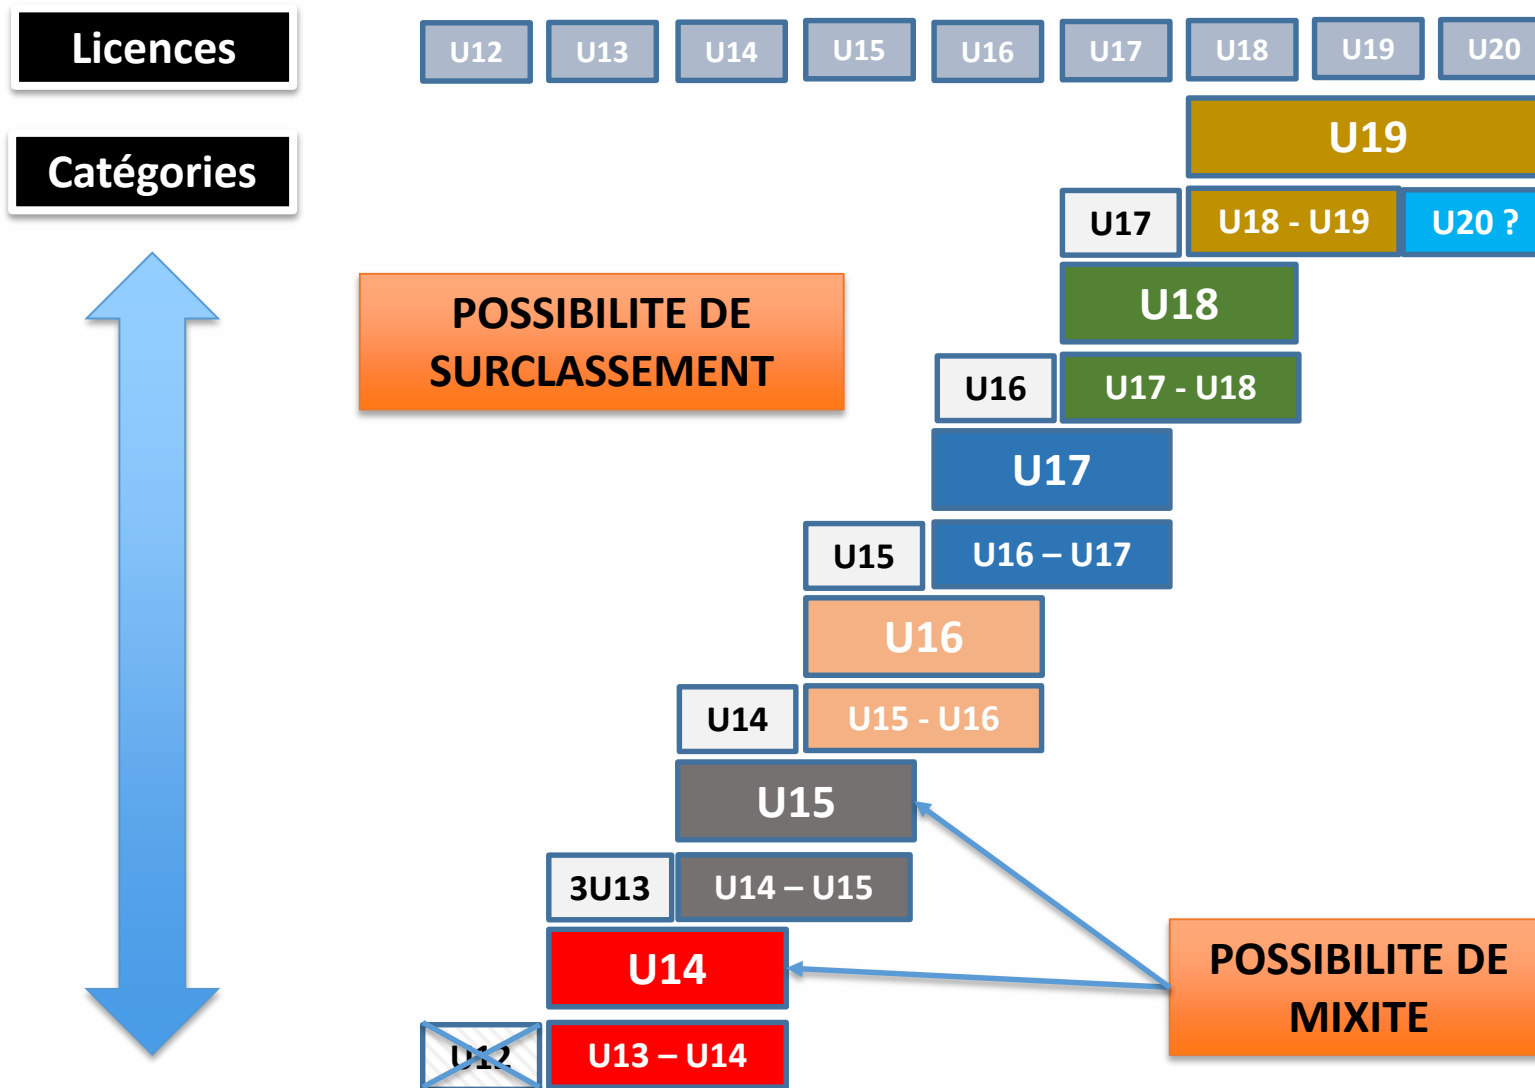 Licences
U12
U13
U14
U15
U16
U17
U18
U19
U20
Catégories
U19
U17
U18 - U19
U20 ?
POSSIBILITE DE
SURCLASSEMENT
U18
U16
U17 - U18
U17
U15
U16 – U17
U16
U14
U15 - U16
U15
3U13
U14 – U15
U14
POSSIBILITE DE
MIXITE
U12
U13 – U14